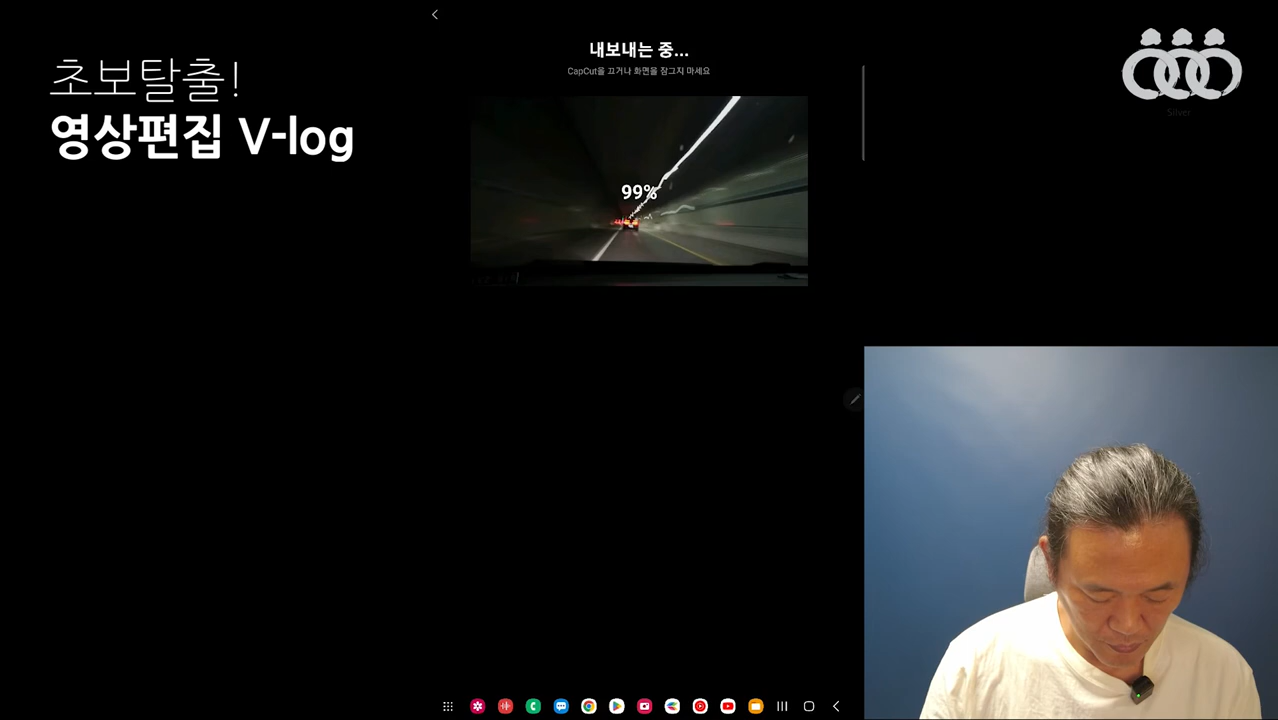 초보탈출!
영상편집 V-log
내보내는 중...
CapCut을 끄거나 화면을 잠그지 마세요
99%
Silver